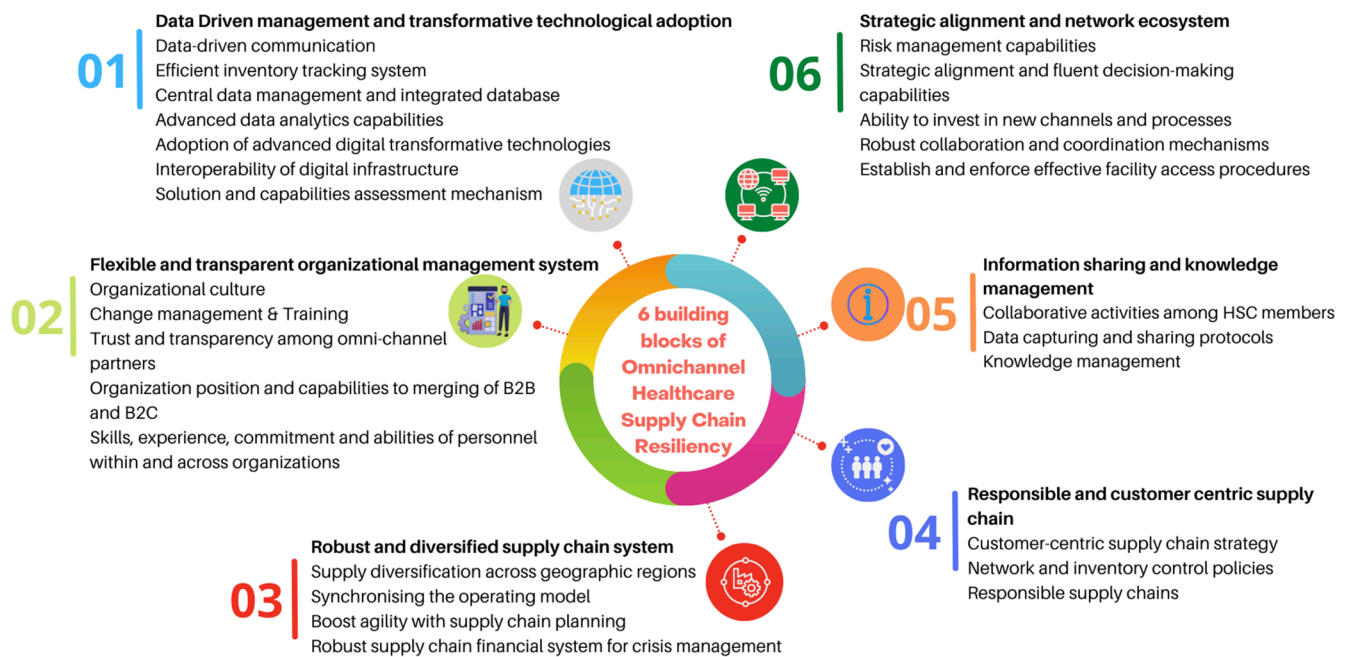 01
Data Driven management and transformative technological adoption
Data-driven communication
Efficient inventory tracking system
Central data management and integrated database
Advanced data analytics capabilities
Adoption of advanced digital transformative technologies
Interoperability of digital infrastructure
Solution and capabilities assessment mechanism
02
Flexible and transparent organizational management system
Organizational culture
Change management & Training
Trust and transparency among omni-channel
partners
Organization position and capabilities to merging of B2B
and B2C
Skills, experience, commitment and abilities of personnel
within and across organizations
03
Robust and diversified supply chain system
Supply diversification across geographic regions
Synchronising the operating model
Boost agility with supply chain planning
Robust supply chain financial system for crisis management
6 building
blocks of
Omnichannel
Healthcare
Supply Chain
Resiliency
04
Responsible and customer centric supply
chain
Customer-centric supply chain strategy
Network and inventory control policies
Responsible supply chains
05
Information sharing and knowledge
management
Collaborative activities among HSC members
Data capturing and sharing protocols
Knowledge management
06
Strategic alignment and network ecosystem
Risk management capabilities
Strategic alignment and fluent decision-making
capabilities
Ability to invest in new channels and processes
Robust collaboration and coordination mechanisms
Establish and enforce effective facility access procedures